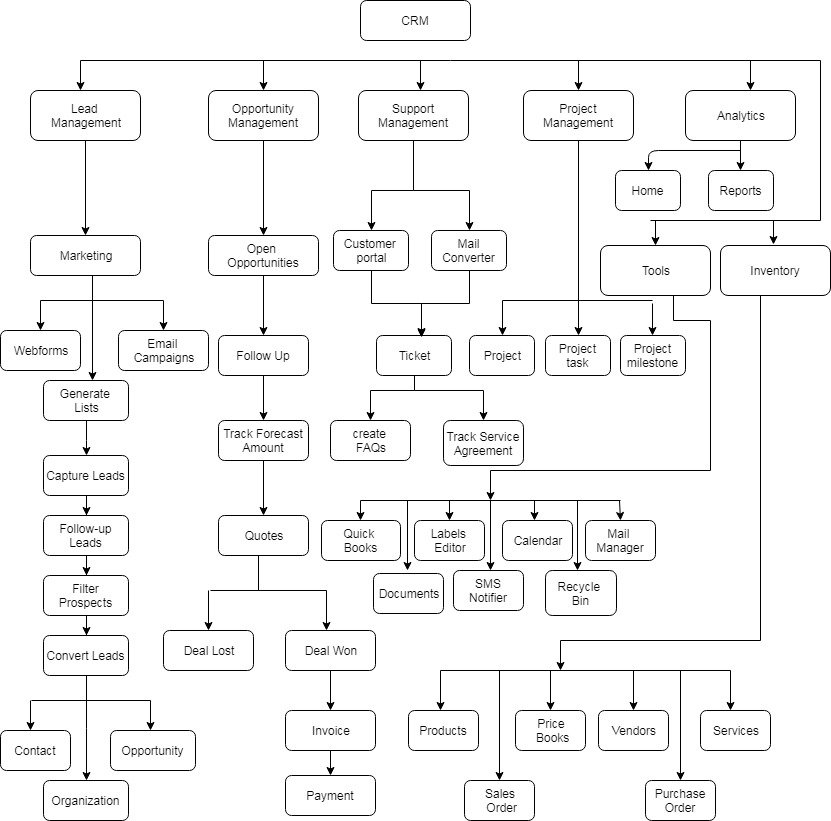 CRM
Lead
Management
Opportunity
Management
Support
Management
Project
Management
Analytics
Home
Reports
Marketing
Open
Opportunities
Customer
portal
Mail
Converter
Tools
Inventory
Webforms
Email
Campaigns
Follow Up
Ticket
Project
Project
task
Project
milestone
Generate
Lists
Track Forecast
Amount
create
FAQs
Track Service
Agreement
Capture Leads
Follow-up
Leads
Quotes
Quick
Books
Labels
Editor
Calendar
Mail
Manager
Filter
Prospects
Documents
SMS
Notifier
Recycle
Bin
Convert Leads
Deal Lost
Deal Won
Contact
Opportunity
Invoice
Products
Price
Books
Vendors
Services
Organization
Payment
Sales
Order
Purchase
Order